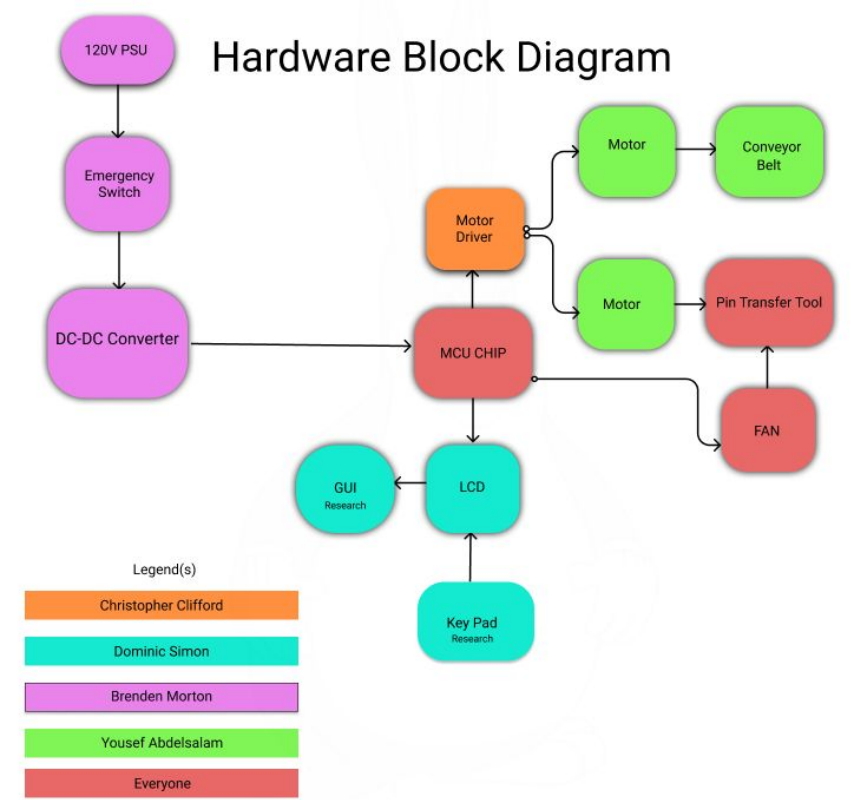 120V PSU
Hardware Block Diagram
Emergency
Switch
Motor
Conveyor
Belt
Motor
Driver
DC-DC Converter
Motor
Pin Transfer Tool
MCU CHIP
FAN
GUI
Research
LCD
Key Pad
Research
Legend(s)
Christopher Clifford
Dominic Simon
Brenden Morton
Yousef Abdelsalam
Everyone